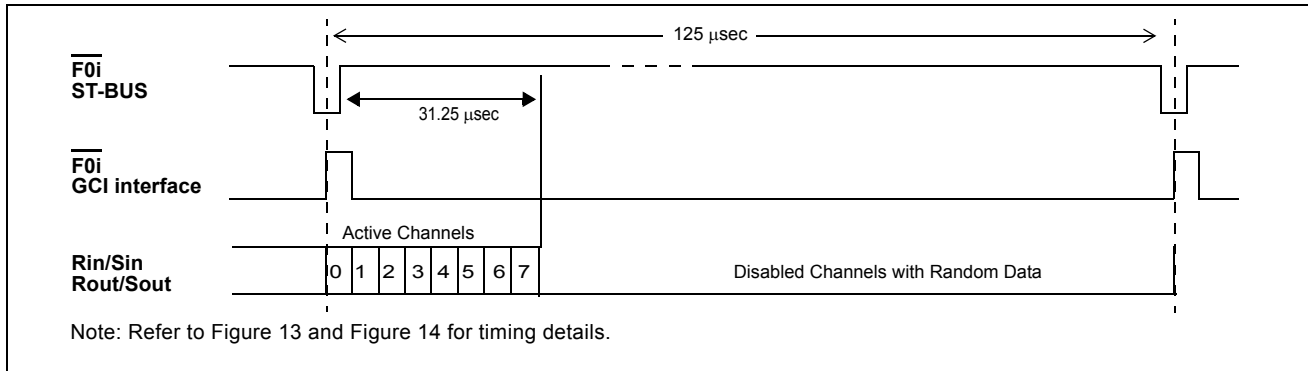 125 μsec
F0i
ST-BUS
31.25 μsec
F0i
GCI interface
Active Channels
Rin/Sin
Rout/Sout
0 1 2 3 4 5 6 7
Disabled Channels with Random Data
Note: Refer to Figure 13 and Figure 14 for timing details.